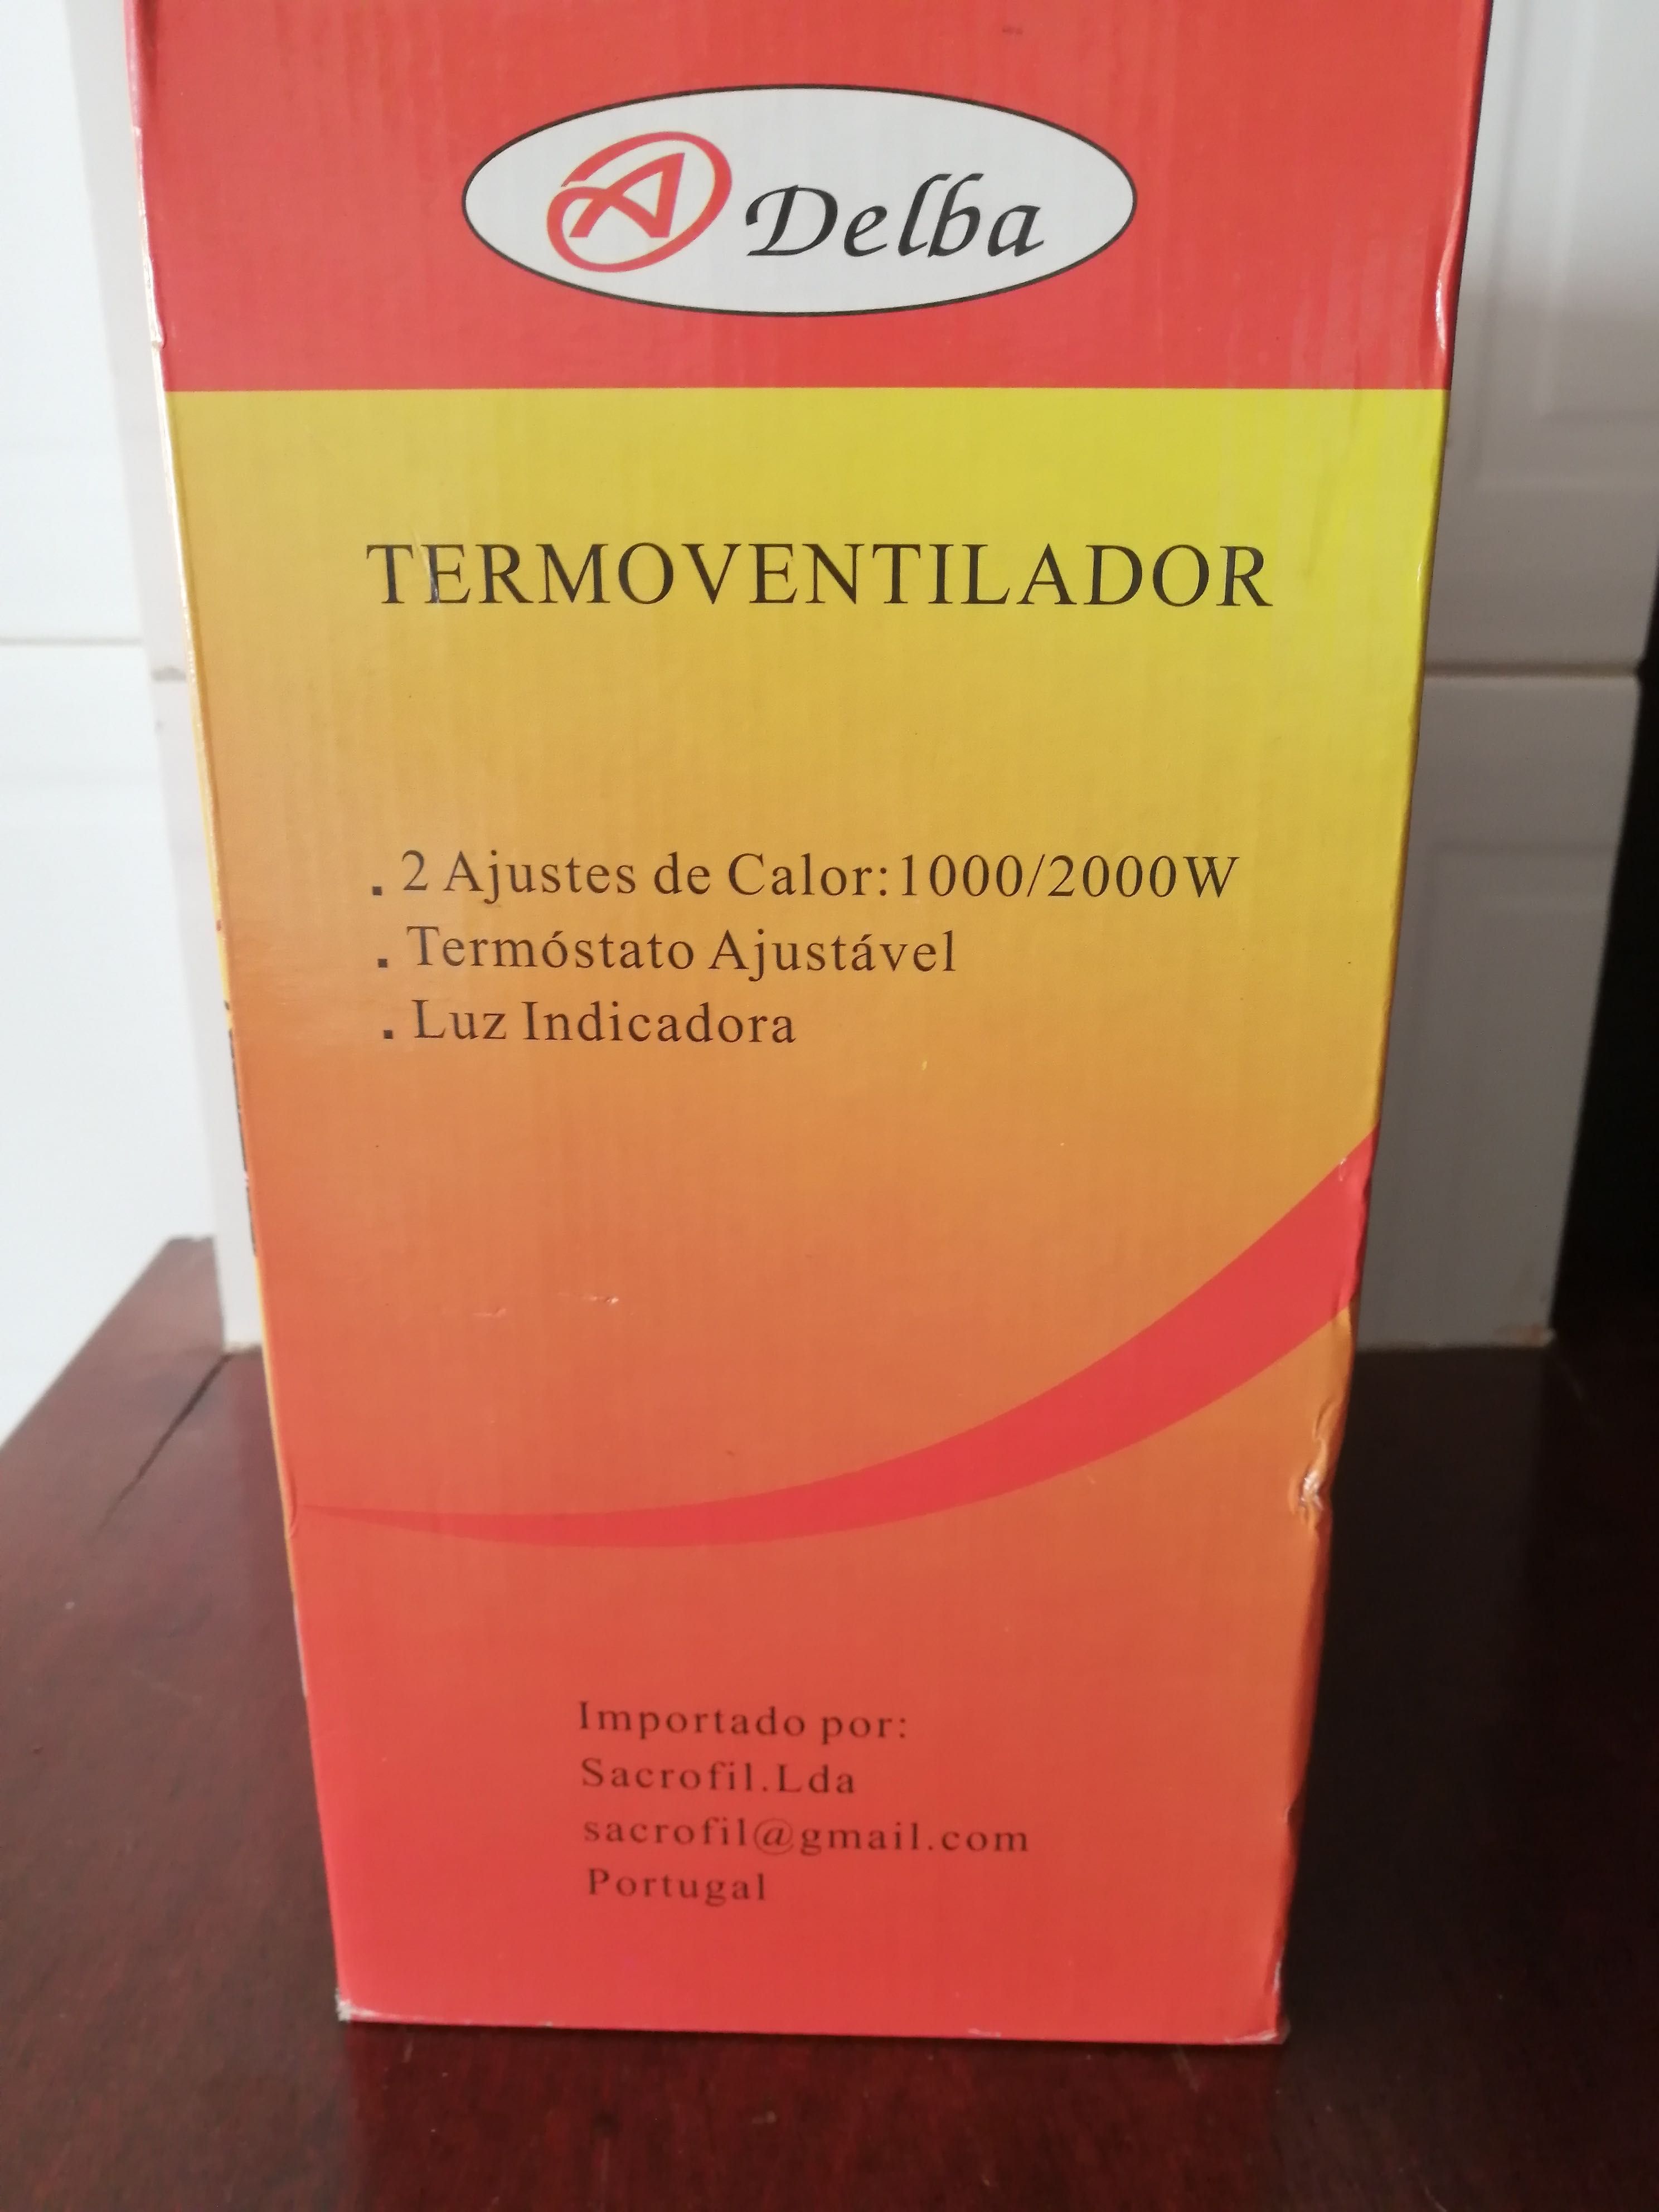 A Delba
TERMOVENTILADOR
. 2 Ajustes de Calor:1000/2000W
. Termóstato Ajustável
. Luz Indicadora
Importado por:
Sacrofil.Lda
sacrofil@gmail.com
Portugal